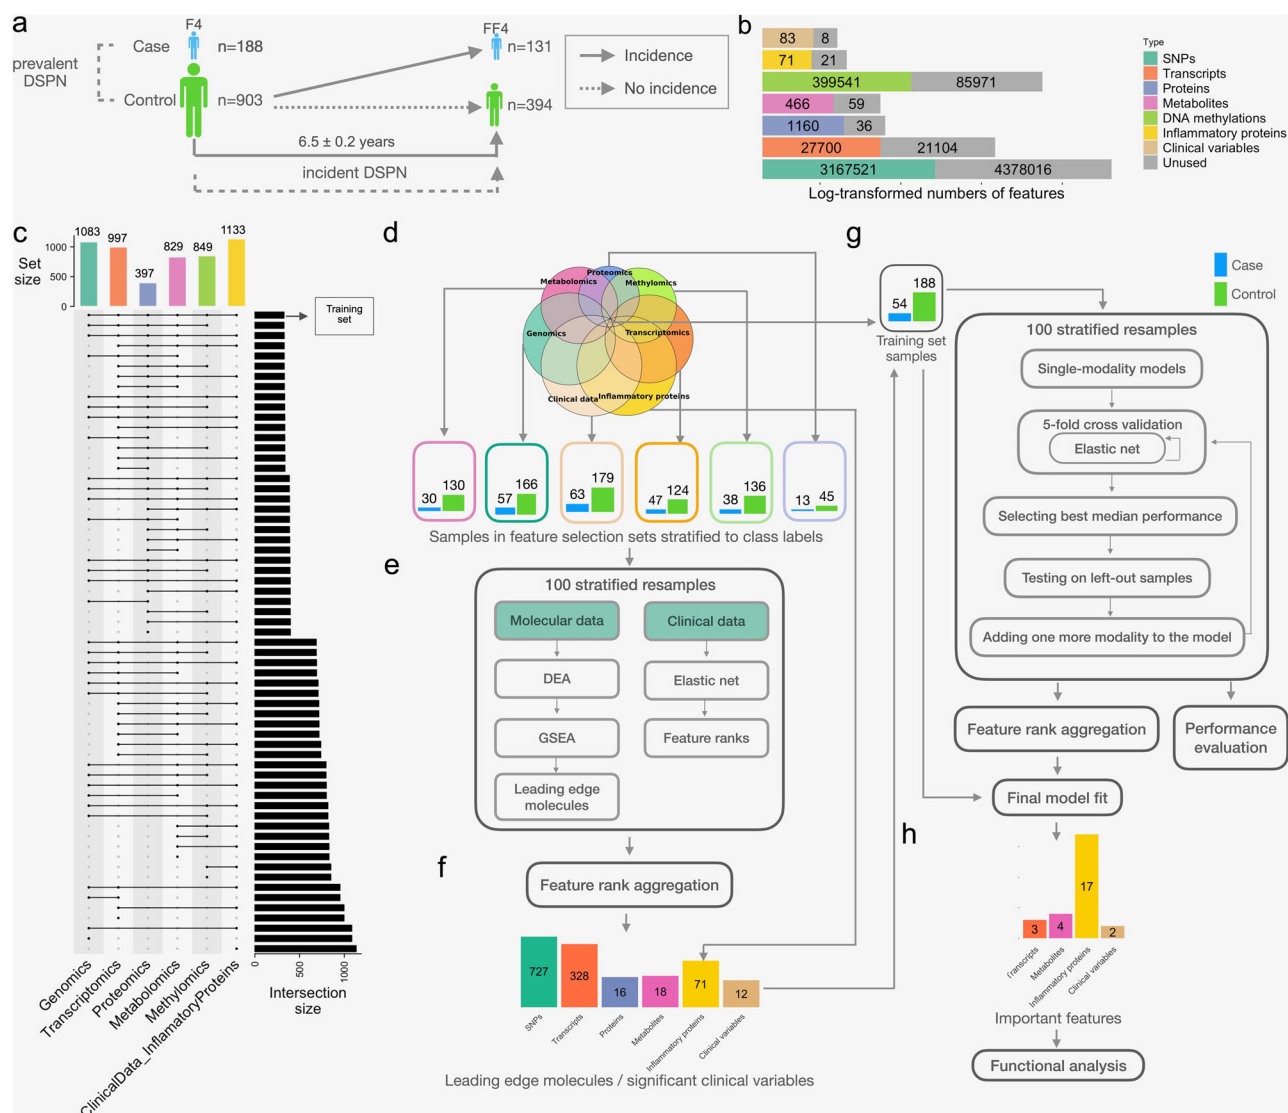 a
F4
Case
n=188
prevalent
DSPN
Control
n=903
FF4
n=131
n=394
Incidence
No incidence
6.5 ± 0.2 years
incident DSPN
b
83
8
71
21
399541
85971
466
59
1160
36
27700
21104
3167521
4378016
Log-transformed numbers of features
Type
SNPs
Transcripts
Proteins
Metabolites
DNA methylations
Inflammatory proteins
Clinical variables
Unused
c
Set
size
1000
500
0
1083
997
397
829
849
1133
Training
set
Genomics
Transcriptomics
Proteomics
Metabolomics
Methylomics
ClinicalData_InflamatoryProteins
0
500
1000
Intersection
size
d
Proteomics
Metabolomics
Methylomics
Genomics
Transcriptomics
Clinical data
Inflammatory proteins
30
130
57
166
63
179
47
124
38
136
13
45
Samples in feature selection sets stratified to class labels
e
100 stratified resamples
Molecular data
Clinical data
DEA
Elastic net
GSEA
Feature ranks
Leading edge
molecules
f
Feature rank aggregation
727
328
16
18
71
12
SNPs
Transcripts
Proteins
Metabolites
Inflammatory proteins
Clinical variables
Leading edge molecules / significant clinical variables
g
Case
Control
54
188
Training set
samples
100 stratified resamples
Single-modality models
5-fold cross validation
Elastic net
Selecting best median performance
Testing on left-out samples
Adding one more modality to the model
Feature rank aggregation
Performance
evaluation
Final model fit
h
3
4
17
2
Transcripts
Metabolites
Inflammatory proteins
Clinical variables
Important features
Functional analysis